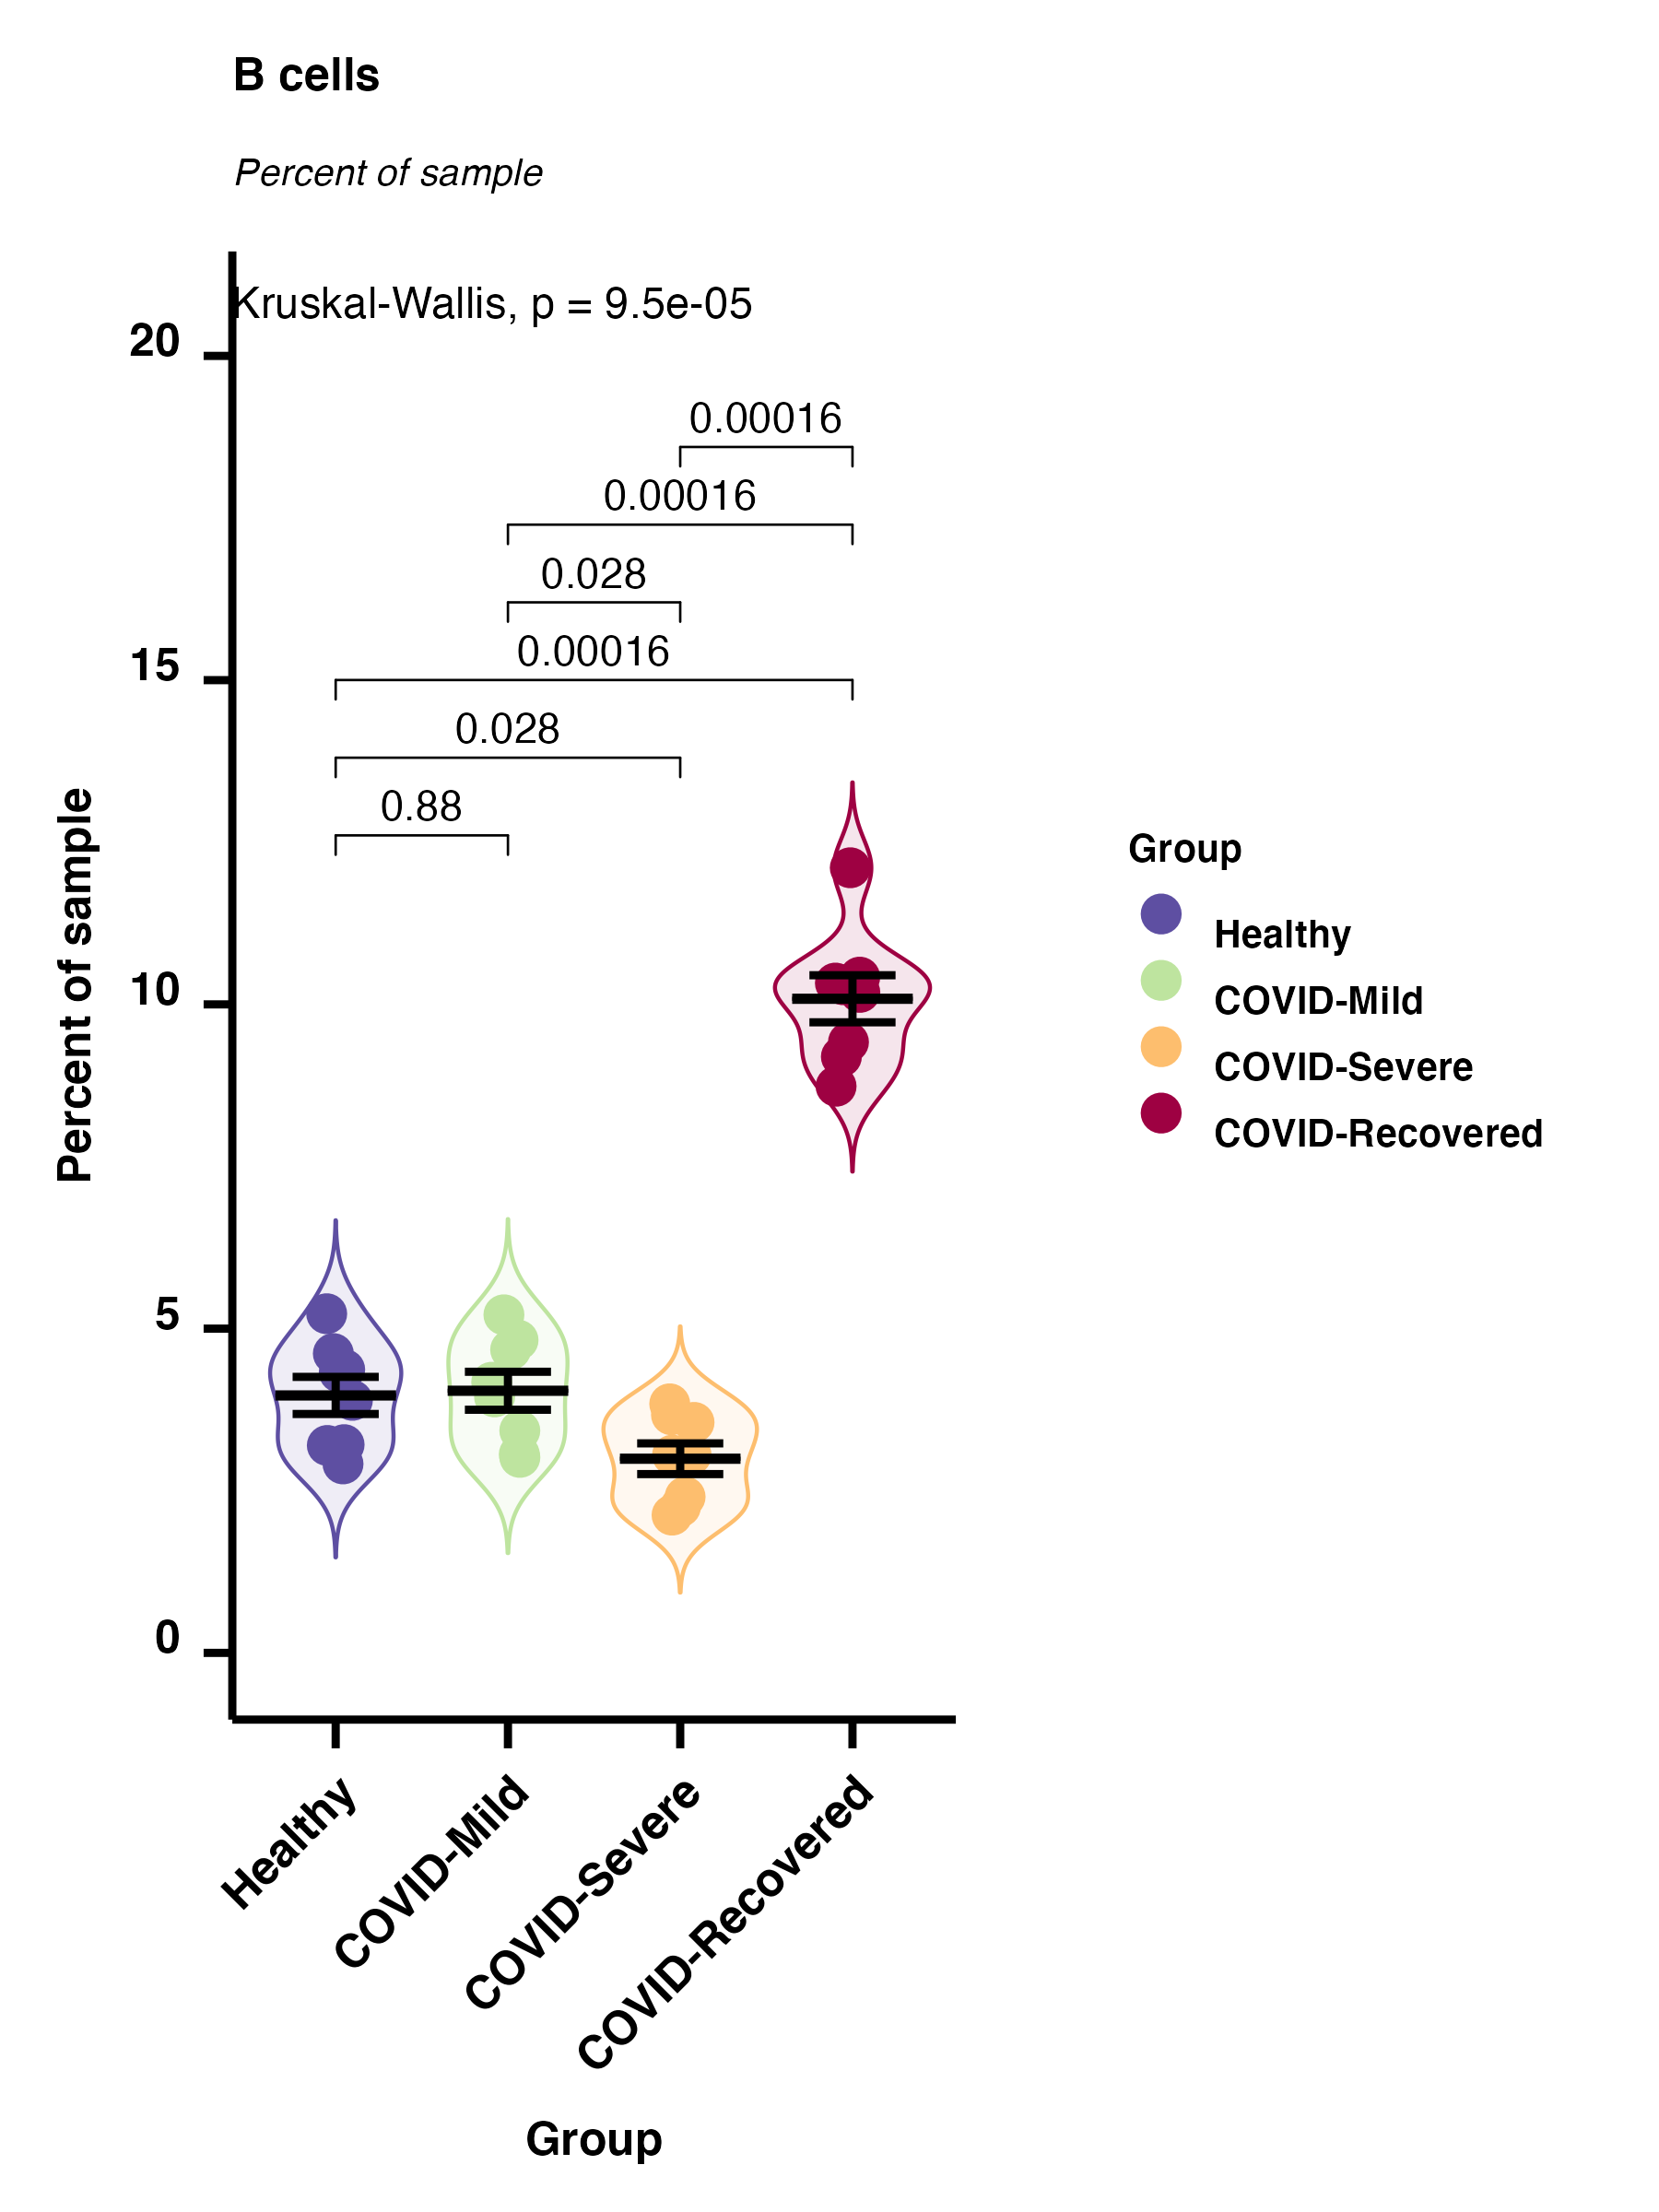 B cells
Percent of sample
Kruskal-Wallis, p = 9.5e-05
20
0.00016
0.00016
0.028
0.00016
15
0.028
0.88
10
5
0
Percent of sample
Group
Healthy
COVID-Mild
COVID-Severe
COVID-Recovered
Healthy
COVID-Mild
COVID-Severe
COVID-Recovered
Group